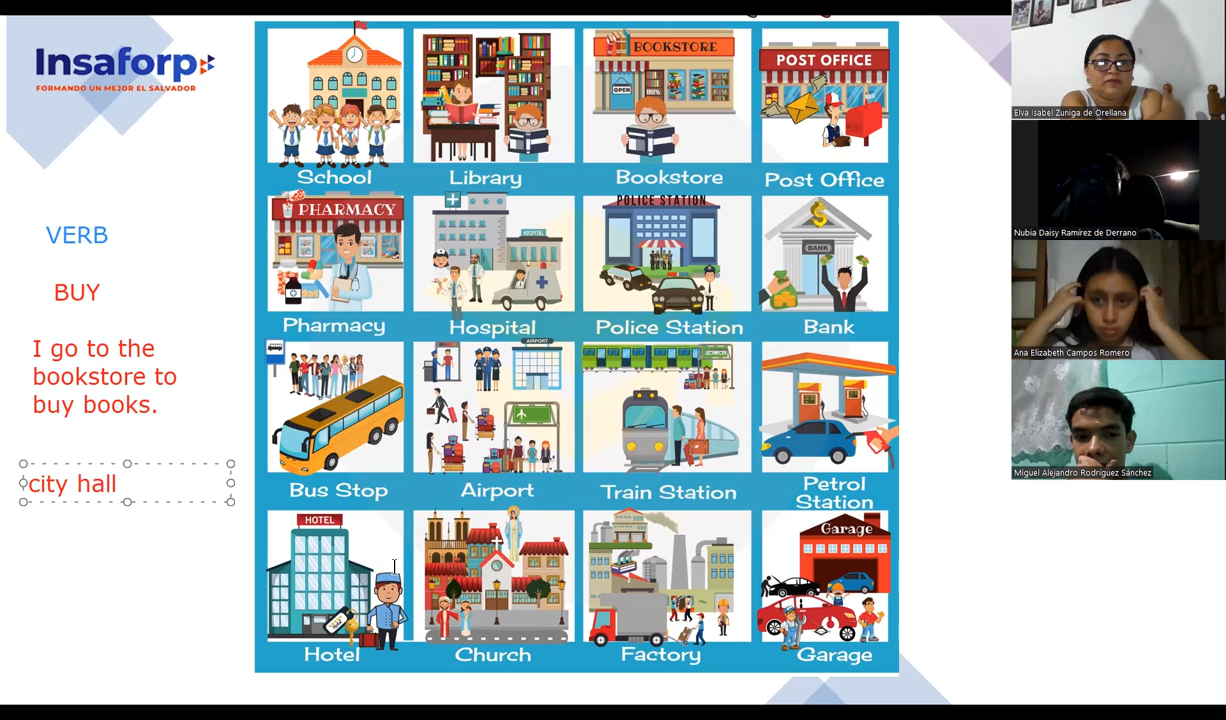 Insaforp
FORMANDO UN MEJOR EL SALVADOR
VERB
BUY
I go to the
bookstore to
buy books.
city hall
School
Library
BOOKSTORE
OPEN
Bookstore
POST OFFICE
Post Office
PHARMACY
Pharmacy
HOSPITAL
Hospital
POLICE STATION
Police Station
BANK
Bank
Bus Stop
AIRPORT
Airport
Train Station
Petrol
Station
HOTEL
Hotel
Church
Factory
Garage
Garage
Elva Isabel Zuniga de Orellana
Nubia Daisy Ramírez de Derrano
Ana Elizabeth Campos Romero
Miguel Alejandro Rodríguez Sánchez